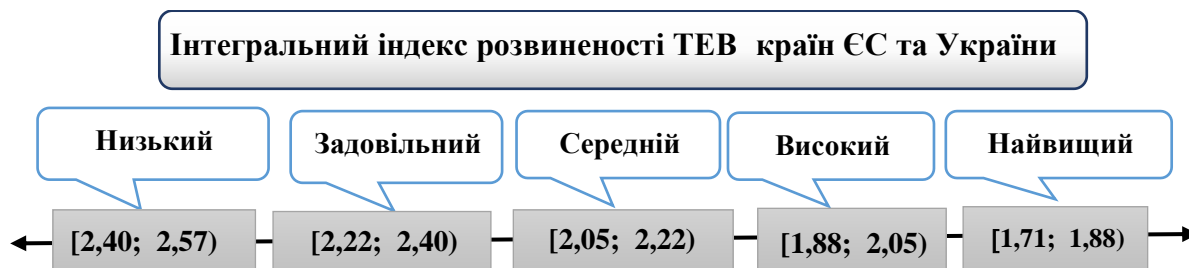 Інтегральний індекс розвиненості ТЕВ країн ЄС та України
Низький
Задовільний
Середній
Високий
Найвищий
[2,40; 2,57)
[2,22; 2,40)
[2,05; 2,22)
[1,88; 2,05)
[1,71; 1,88)